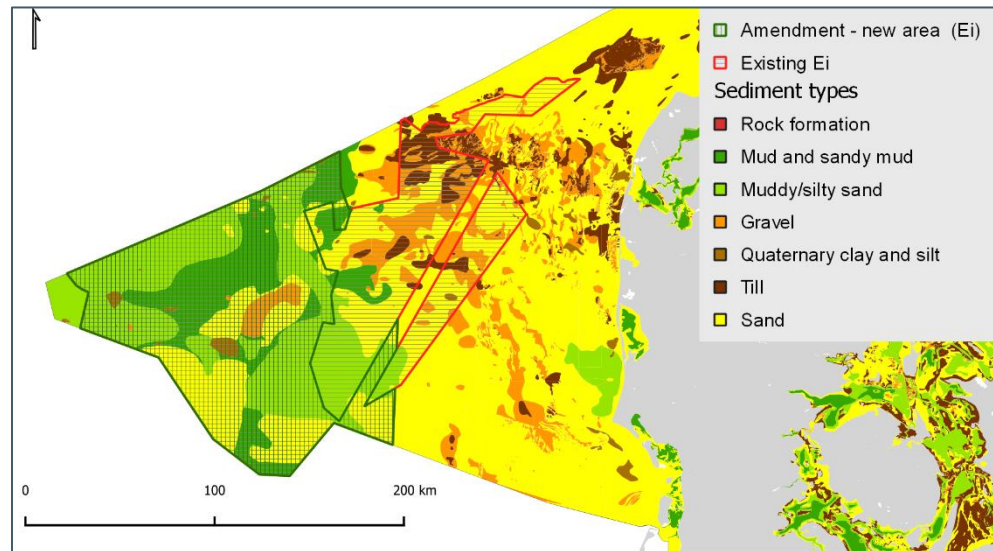 Amendment - new area (Ei)
Existing Ei
Sediment types
Rock formation
Mud and sandy mud
Muddy/silty sand
Gravel
Quaternary clay and silt
Till
Sand
0 100 200 km